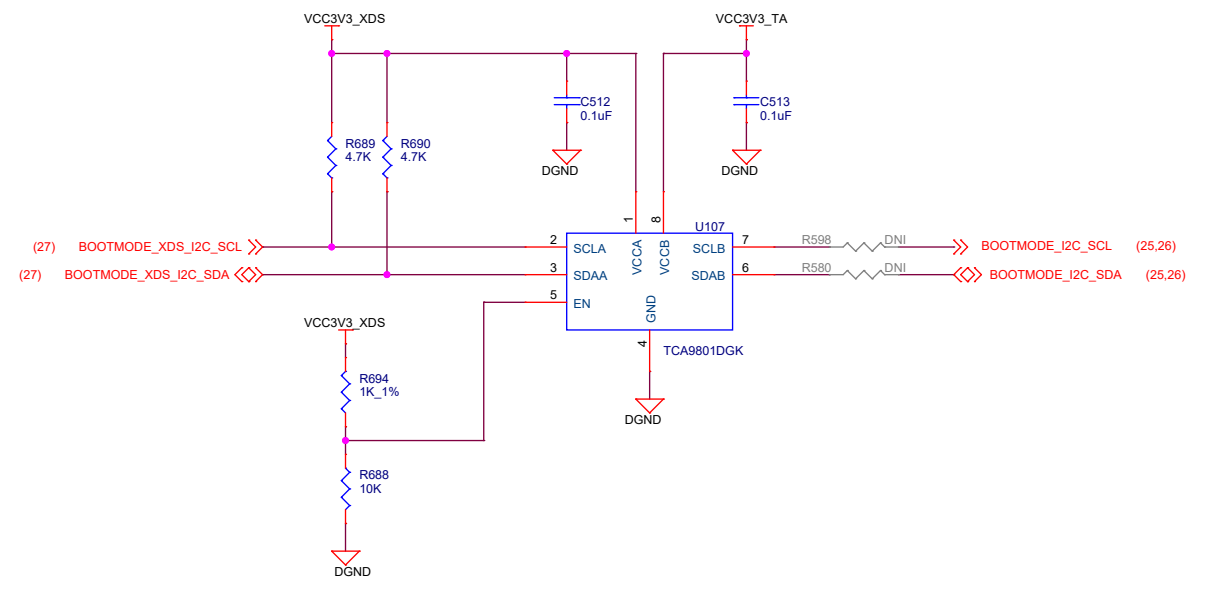 VCC3V3_XDS
VCC3V3_TA
C512
0.1uF
C513
0.1uF
R689
4.7K
R690
4.7K
DGND
DGND
1
8
U107
(27) BOOTMODE_XDS_I2C_SCL
2
SCLA
VCCA
VCCB
SCLB
7
R598
DNI
BOOTMODE_I2C_SCL (25,26)
(27) BOOTMODE_XDS_I2C_SDA
3
SDAA
SDAB
6
R580
DNI
BOOTMODE_I2C_SDA (25,26)
5
EN
GND
VCC3V3_XDS
4
TCA9801DGK
R694
1K_1%
DGND
R688
10K
DGND